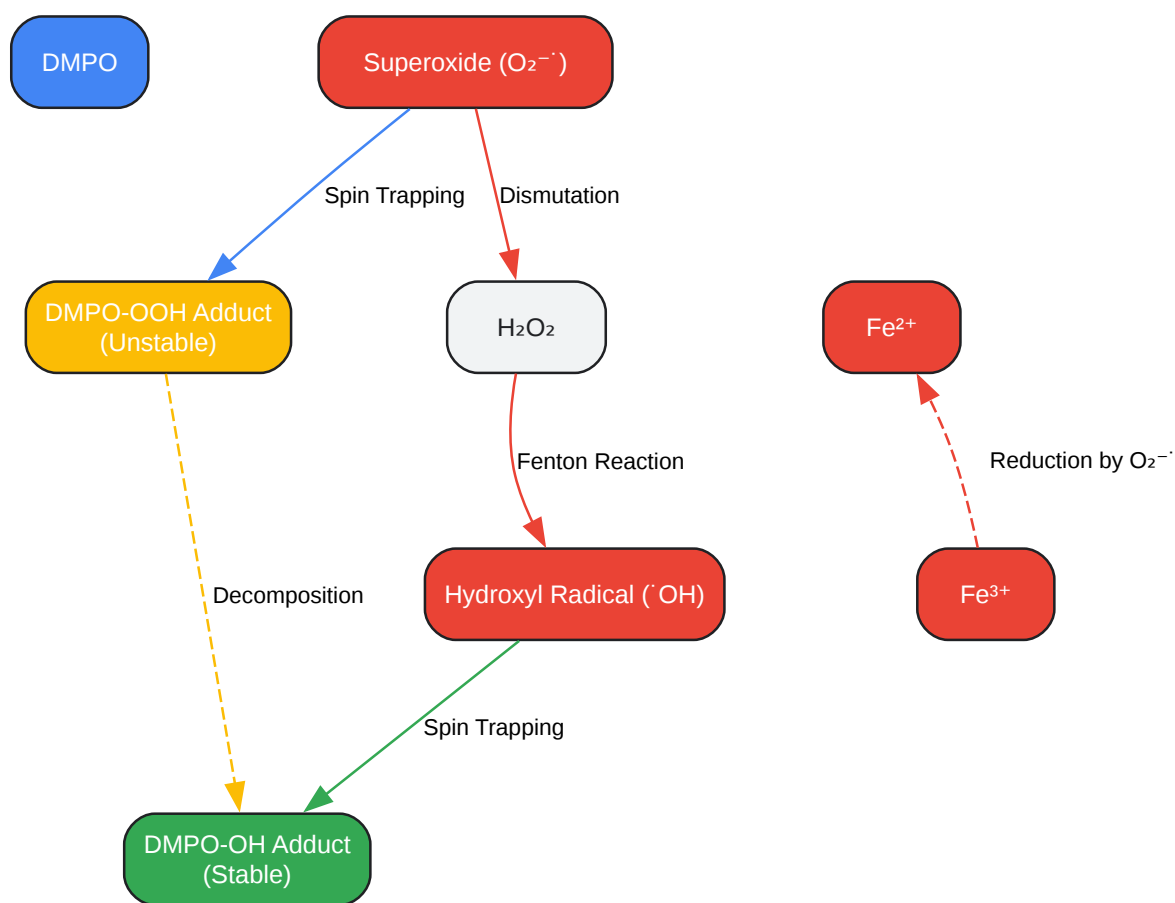 DMPO
Superoxide (O₂⁻˙)
Spin Trapping
Dismutation
DMPO-OOH Adduct
(Unstable)
H₂O₂
Fe²⁺
Fenton Reaction
Reduction by O₂⁻˙
Decomposition
Hydroxyl Radical (˙OH)
Fe³⁺
Spin Trapping
DMPO-OH Adduct
(Stable)